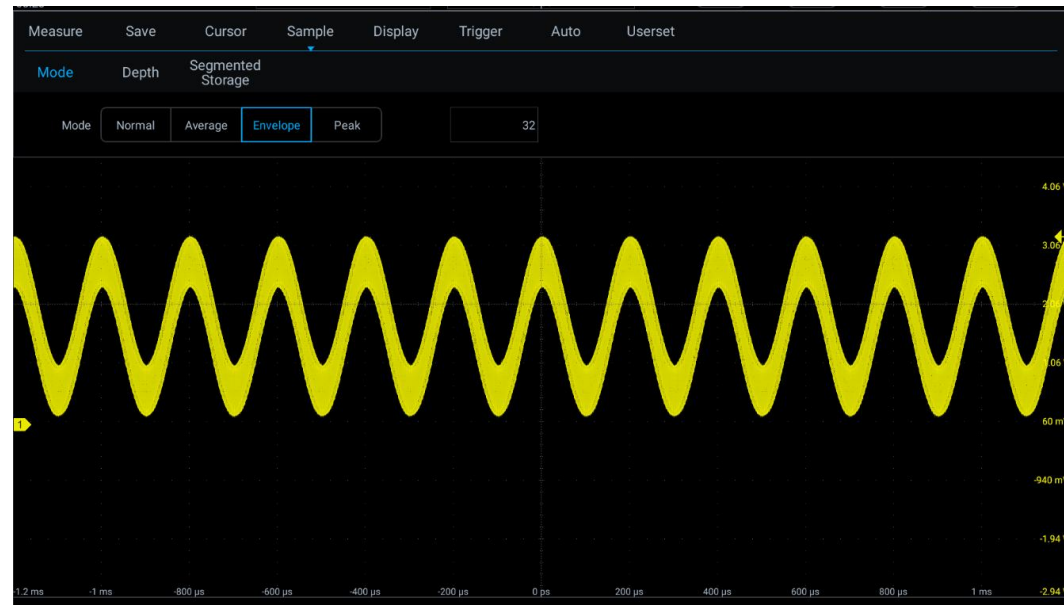 Measure Save Cursor Sample Display Trigger Auto Userset
Mode Depth Segmented Storage
Mode Normal Average Envelope Peak 32
4.06
3.06
60 m
-940 m
-1.94
-2.94
1
-1.2 ms -1 ms -800 µs -600 µs -400 µs -200 µs 0 ps 200 µs 400 µs 600 µs 800 µs 1 ms